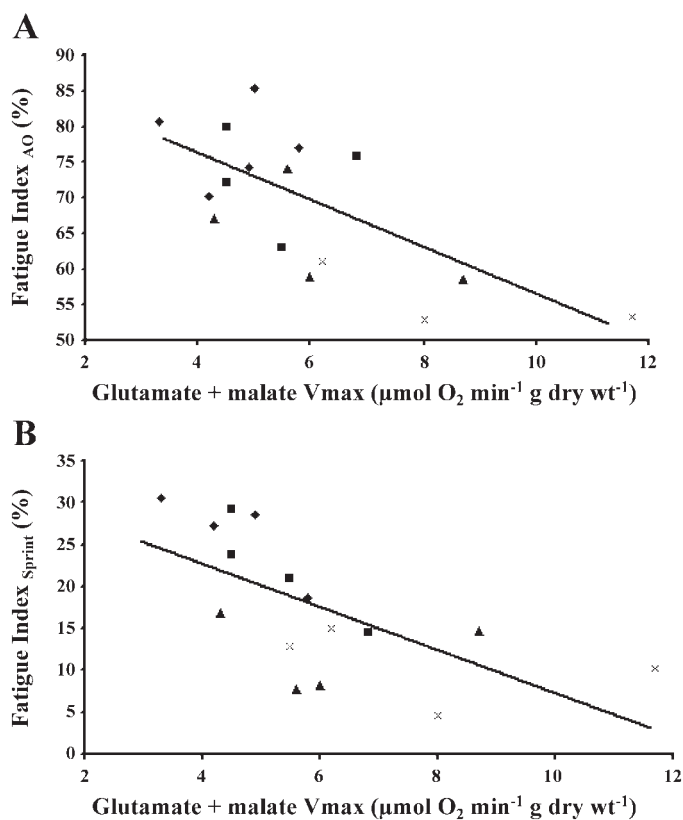 A
90
85
80
75
70
65
60
55
50
Fatigue Index AO (%)
2 4 6 8 10 12
Glutamate + malate Vmax (μmol O₂ min⁻¹ g dry wt⁻¹)
B
35
30
25
20
15
10
5
0
Fatigue Index Sprint (%)
2 4 6 8 10 12
Glutamate + malate Vmax (μmol O₂ min⁻¹ g dry wt⁻¹)